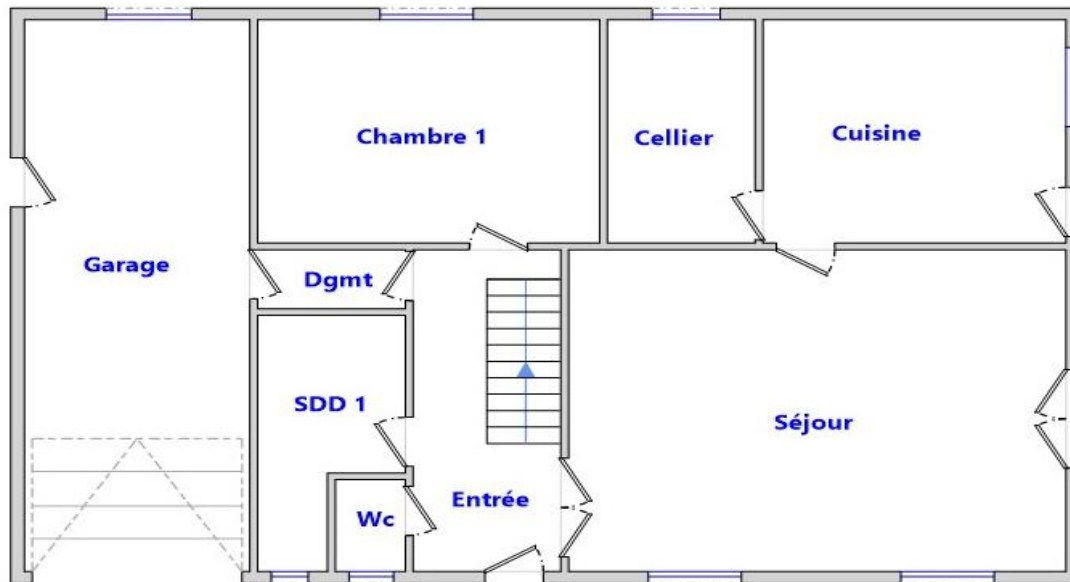 Chambre 1
Cellier
Cuisine
Garage
Dgmt
SDD 1
Séjour
Wc
Entrée